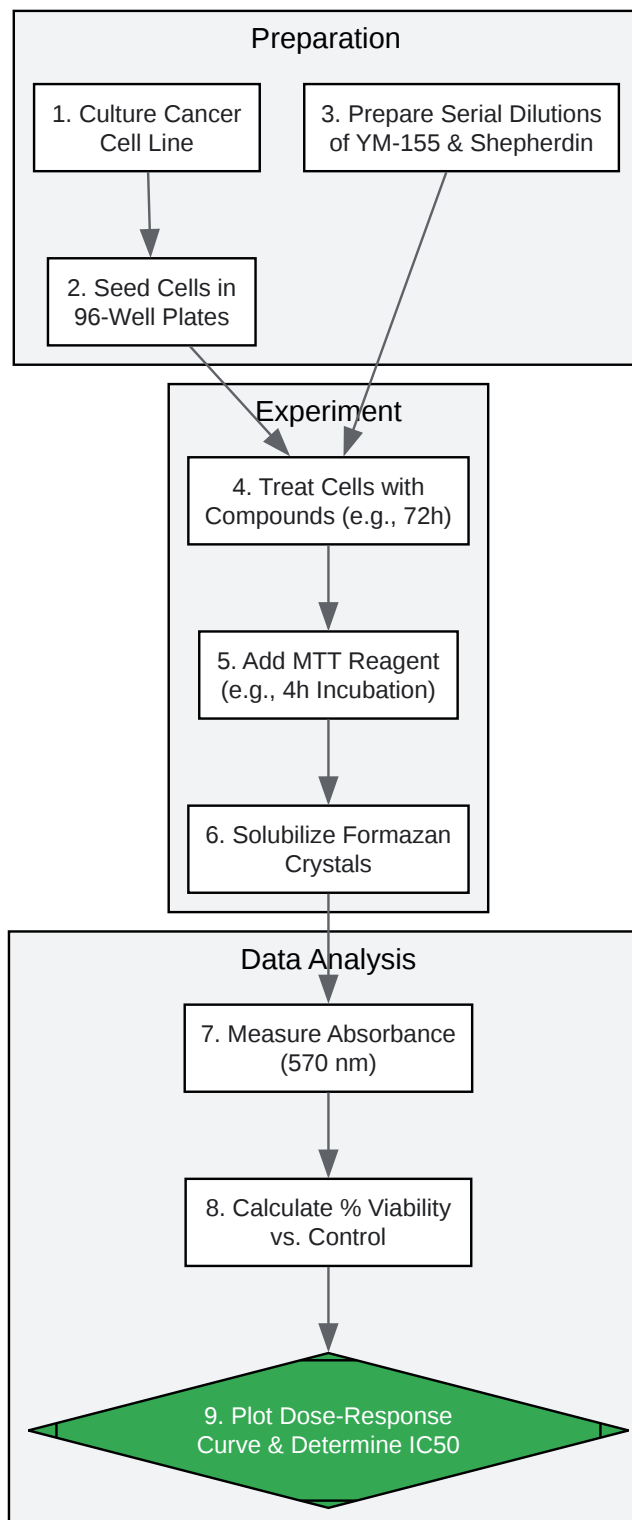 Preparation
1. Culture Cancer
Cell Line
3. Prepare Serial Dilutions
of YM-155 & Shepherdin
2. Seed Cells in
96-Well Plates
Experiment
4. Treat Cells with
Compounds (e.g., 72h)
5. Add MTT Reagent
(e.g., 4h Incubation)
6. Solubilize Formazan
Crystals
Data Analysis
7. Measure Absorbance
(570 nm)
8. Calculate % Viability
vs. Control
9. Plot Dose-Response
Curve & Determine IC50